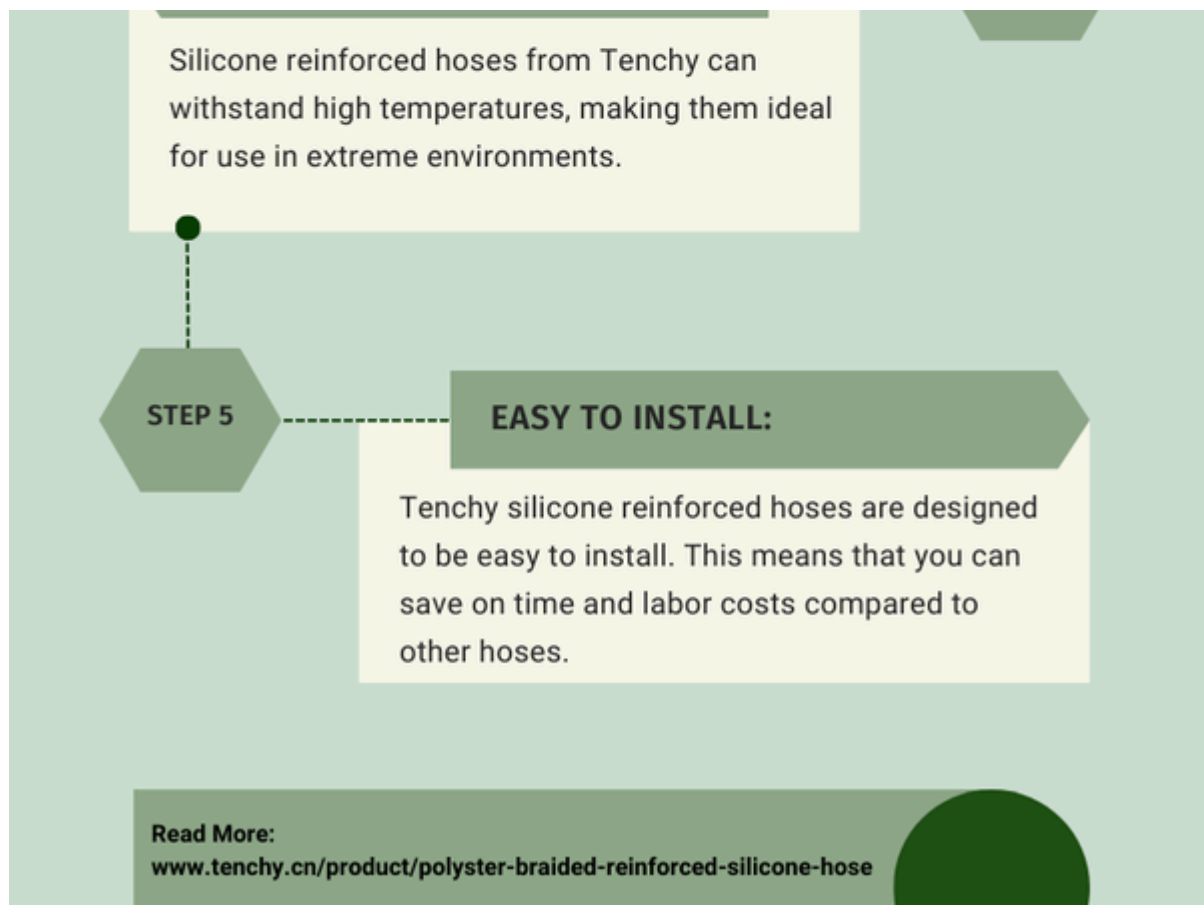 Silicone reinforced hoses from Tenchy can
withstand high temperatures, making them ideal
for use in extreme environments.
STEP 5
EASY TO INSTALL:
Tenchy silicone reinforced hoses are designed
to be easy to install. This means that you can
save on time and labor costs compared to
other hoses.
Read More:
www.tenchy.cn/product/polyster-braided-reinforced-silicone-hose